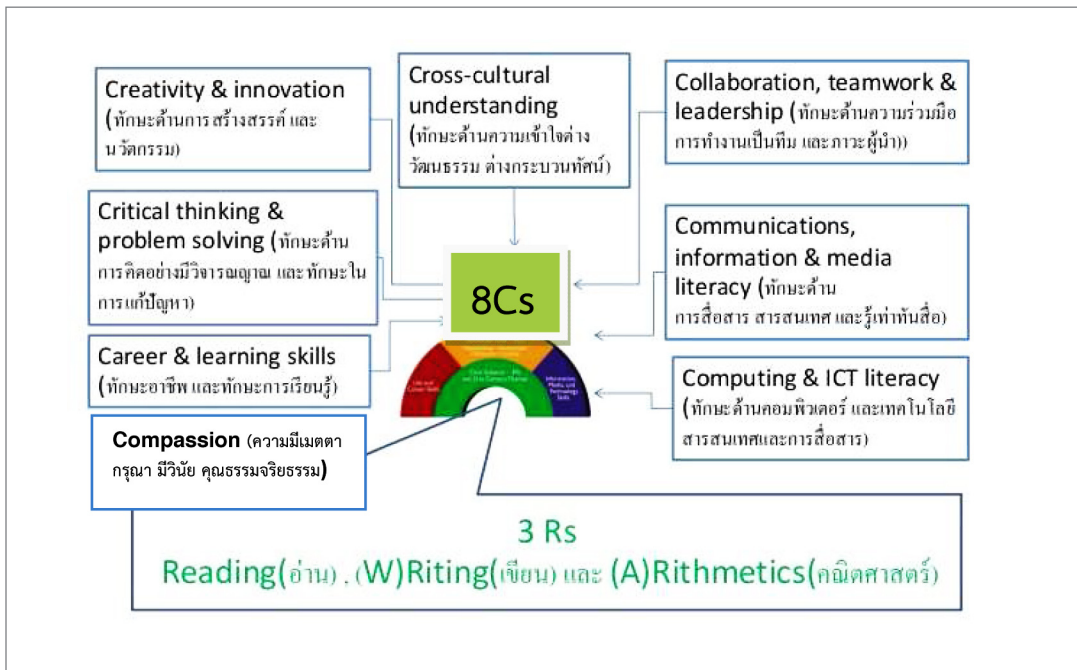 Creativity & innovation
(ทักษะด้านการสร้างสรรค์ และ
นวัตกรรม)
Cross-cultural
understanding
(ทักษะด้านความเข้าใจต่าง
วัฒนธรรม ต่างกระบวนทัศน์)
Collaboration, teamwork &
leadership (ทักษะด้านความร่วมมือ
การทำงานเป็นทีม และภาวะผู้นำ))
Critical thinking &
problem solving (ทักษะด้าน
การคิดอย่างมีวิจารณญาณ และทักษะใน
การแก้ปัญหา)
8Cs
Communications,
information & media
literacy (ทักษะด้าน
การสื่อสาร สารสนเทศ และรู้เท่าทันสื่อ)
Career & learning skills
(ทักษะอาชีพ และทักษะการเรียนรู้)
Life and
Career Skills
Information,
Media, and
Technology
Skills
Computing & ICT literacy
(ทักษะด้านคอมพิวเตอร์ และเทคโนโลยี
สารสนเทศและการสื่อสาร)
Compassion (ความมีเมตตา
กรุณา มีวินัย คุณธรรมจริยธรรม)
3 Rs
Reading(อ่าน) , (W)Riting(เขียน) และ (A)Rithmetics(คณิตศาสตร์)